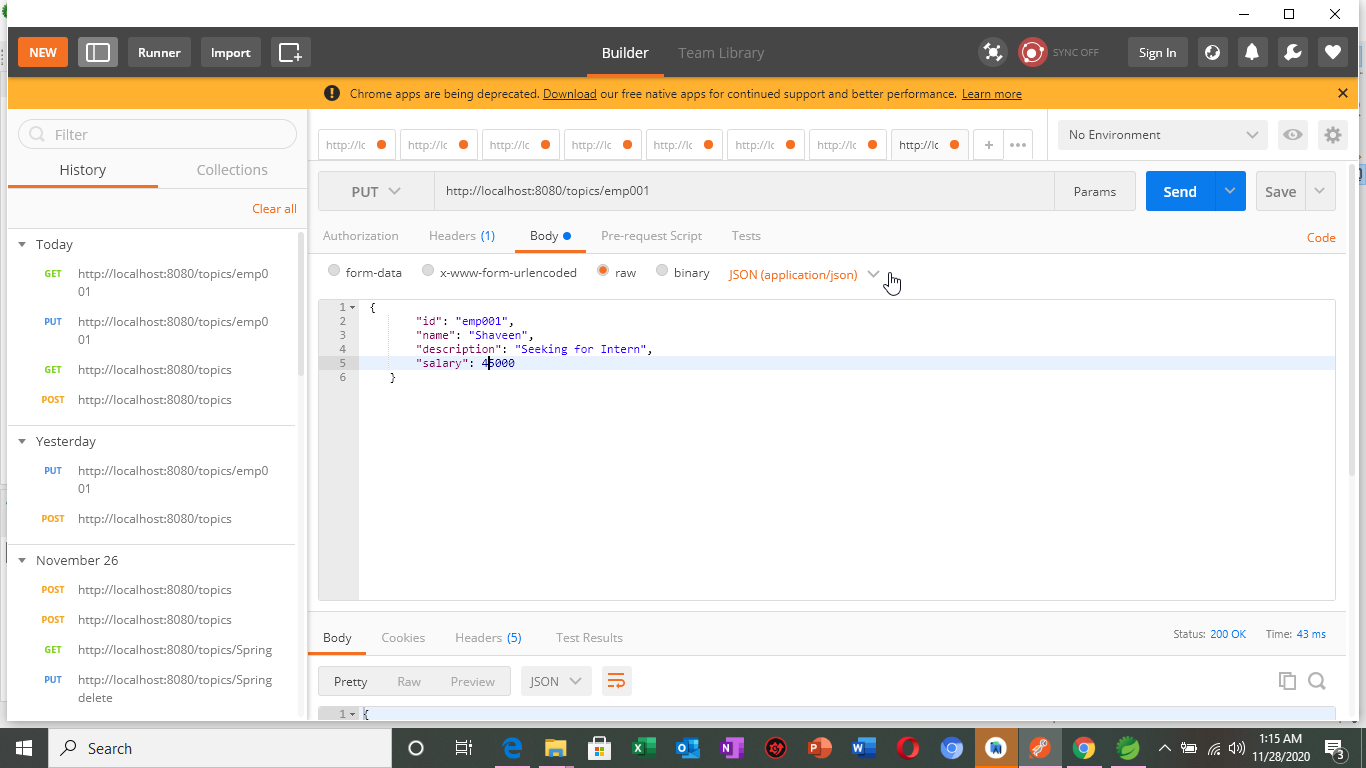 NEW
Runner
Import
Builder
Team Library
SYNC OFF
Sign In
Chrome apps are being deprecated. Download our free native apps for continued support and better performance. Learn more
Filter
History
Collections
Clear all
Today
GET http://localhost:8080/topics/emp0
01
PUT http://localhost:8080/topics/emp0
01
GET http://localhost:8080/topics
POST http://localhost:8080/topics
Yesterday
PUT http://localhost:8080/topics/emp0
01
POST http://localhost:8080/topics
November 26
POST http://localhost:8080/topics
POST http://localhost:8080/topics
GET http://localhost:8080/topics/Spring
PUT http://localhost:8080/topics/Spring
delete
http://lc http://lc http://lc http://lc http://lc http://lc http://lc http://lc + •••
No Environment
PUT http://localhost:8080/topics/emp001 Params Send Save
Authorization Headers (1) Body Pre-request Script Tests Code
form-data x-www-form-urlencoded raw binary JSON (application/json)
1 {
2 "id": "emp001",
3 "name": "Shaveen",
4 "description": "Seeking for Intern",
5 "salary": 45000
6 }
Body Cookies Headers (5) Test Results Status: 200 OK Time: 43 ms
Pretty Raw Preview JSON
1 {
Search
1:15 AM
11/28/2020
3